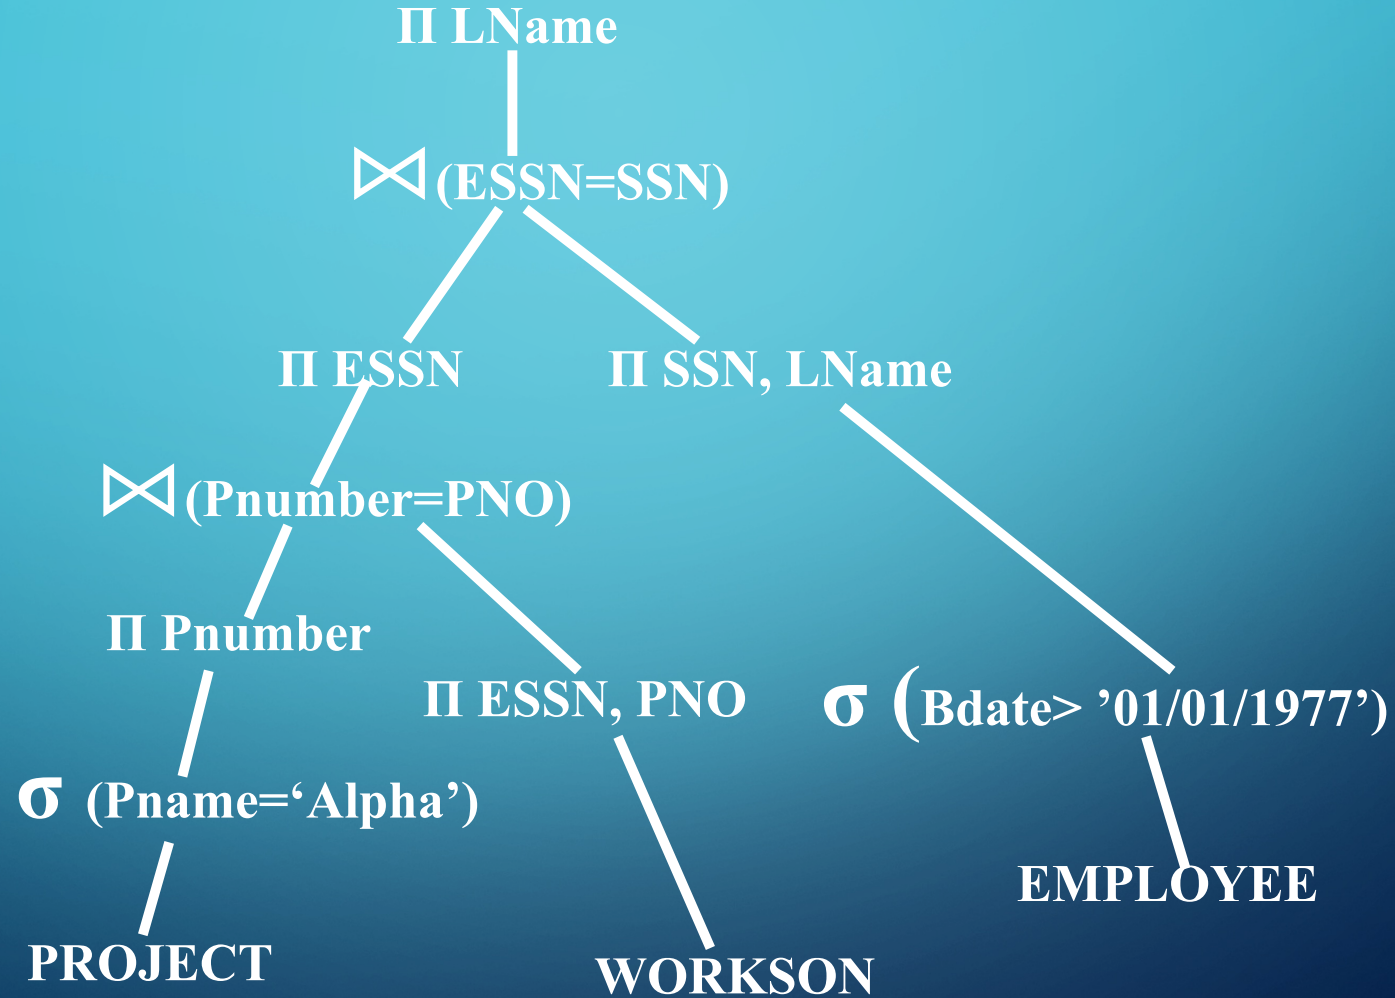 Π LName
⋈ (ESSN=SSN)
Π ESSN
Π SSN, LName
⋈ (Pnumber=PNO)
Π Pnumber
Π ESSN, PNO
σ (Bdate> ’01/01/1977’)
σ (Pname=‘Alpha’)
EMPLOYEE
PROJECT
WORKSON